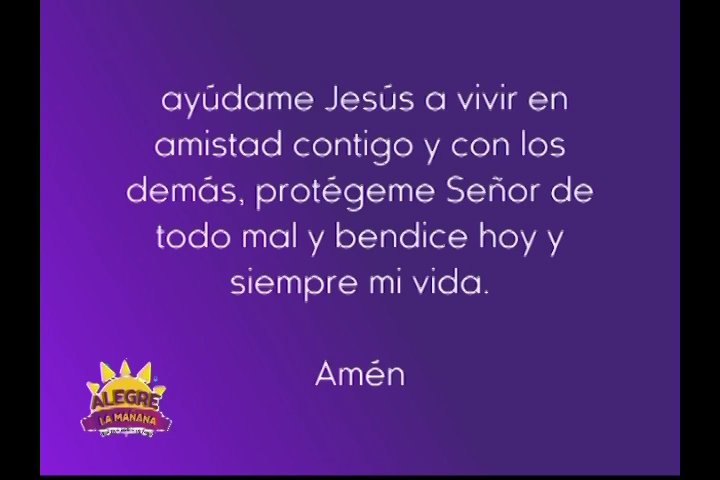 ayúdame Jesús a vivir en
amistad contigo y con los
demás, protégeme Señor de
todo mal y bendice hoy y
siempre mi vida.
Amén
ALEGRE
LA MAÑANA